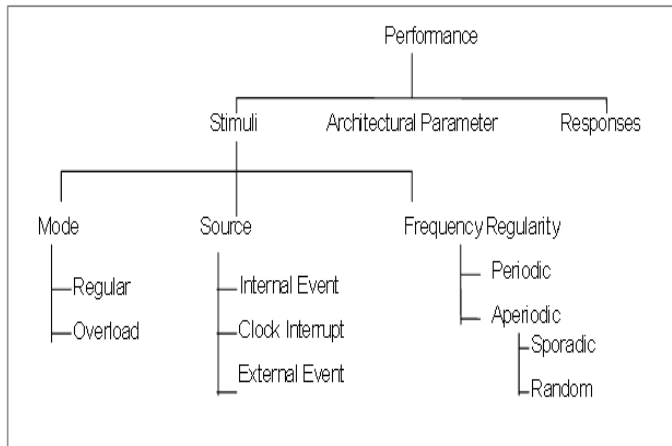 Performance
Stimuli Architectural Parameter Responses
Mode Source Frequency Regularity
Regular Internal Event Periodic
Overload Clock Interrupt Aperiodic
External Event Sporadic
Random